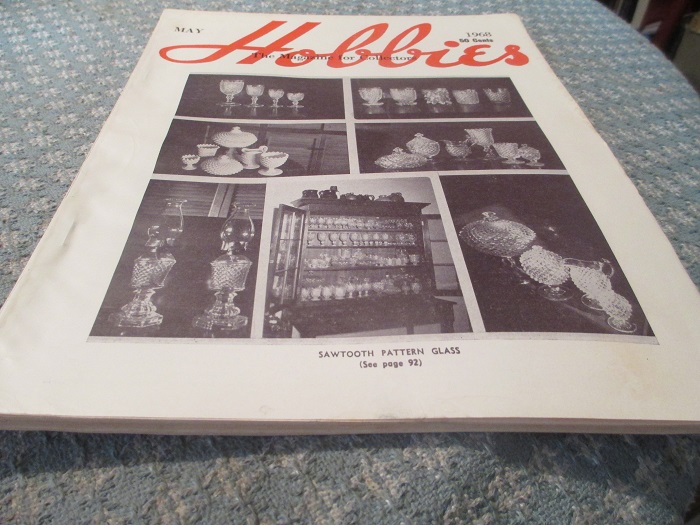 MAY Hobbies 1968
50 Cents
The Magazine for Collectors
SAWTOOTH PATTERN GLASS
(See page 92)